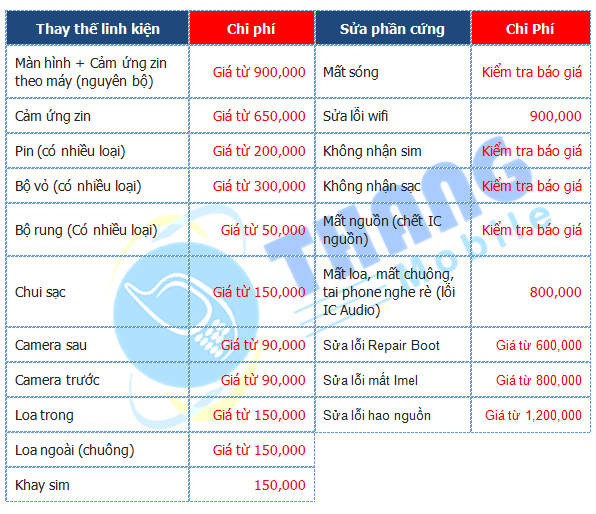 Thay thế linh kiện Chi phí Sửa phần cứng Chi Phí
Màn hình + Cảm ứng zin
theo máy (nguyên bộ) Giá từ 900,000 Mất sóng Kiểm tra báo giá
Cảm ứng zin Giá từ 650,000 Sửa lỗi wifi 900,000
Pin (có nhiều loại) Giá từ 200,000 Không nhận sim Kiểm tra báo giá
Bộ vỏ (có nhiều loại) Giá từ 300,000 Không nhận sạc Kiểm tra báo giá
Bộ rung (Có nhiều loại) Giá từ 50,000 Mất nguồn (chết IC
nguồn) Kiểm tra báo giá
Chui sạc Giá từ 150,000 Mất loa, mất chuông,
tai phone nghe rè (lỗi
IC Audio) 800,000
Camera sau Giá từ 90,000 Sửa lỗi Repair Boot Giá từ 600,000
Camera trước Giá từ 90,000 Sửa lỗi mất Imel Giá từ 800,000
Loa trong Giá từ 150,000 Sửa lỗi hao nguồn Giá từ 1,200,000
Loa ngoài (chuông) Giá từ 150,000
Khay sim 150,000
THANG
Mobile